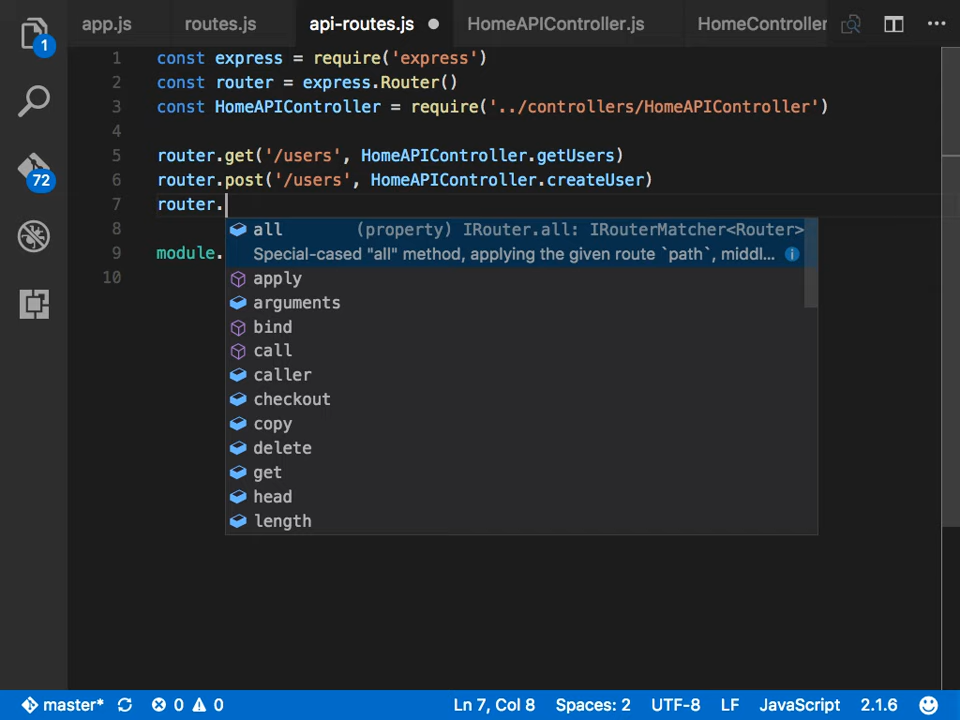 app.js routes.js api-routes.js HomeAPIController.js HomeController
1
1 const express = require('express')
2 const router = express.Router()
3 const HomeAPIController = require('../controllers/HomeAPIController')
4
5 router.get('/users', HomeAPIController.getUsers)
6 router.post('/users', HomeAPIController.createUser)
72
7 router.
8 all (property) IRouter.all: IRouterMatcher<Router>
9 module. Special-cased "all" method, applying the given route `path`, middl...
10 apply
arguments
bind
call
caller
checkout
copy
delete
get
head
length
master* 0 0 Ln 7, Col 8 Spaces: 2 UTF-8 LF JavaScript 2.1.6